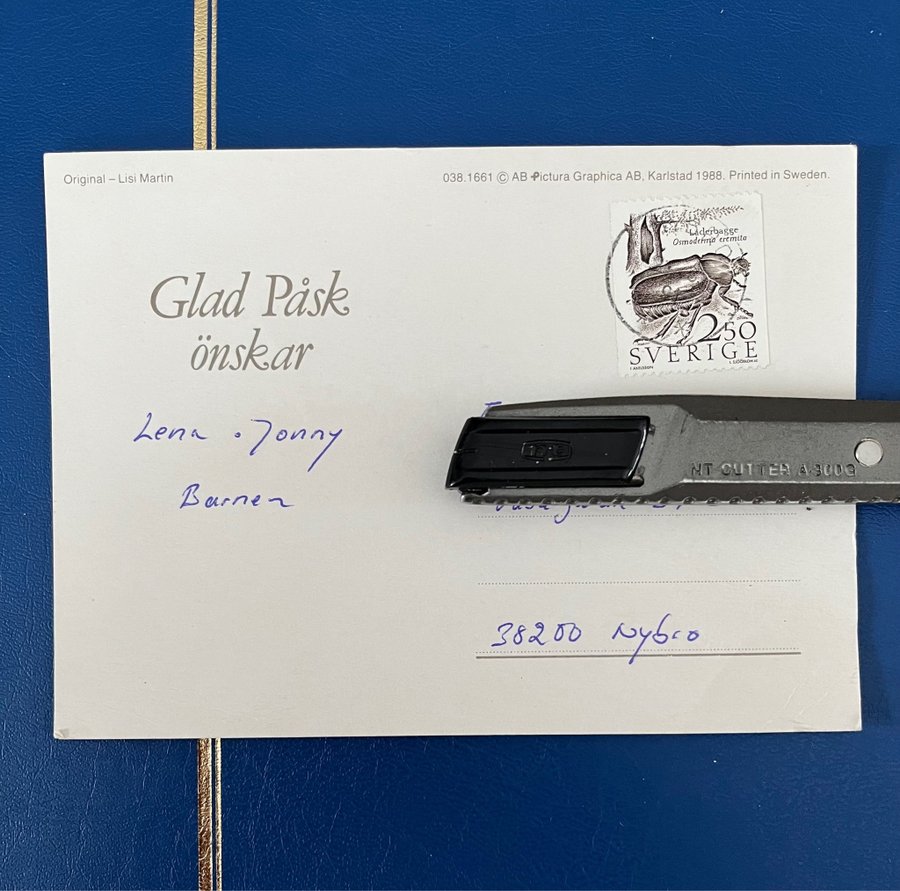 Original – Lisi Martin
038.1661 © AB Pictura Graphica AB, Karlstad 1988. Printed in Sweden.
Läderbagge
Osmoderma eremita
2.50
SVERIGE
Glad Påsk
önskar
Lena o Jonny
Barnen
NT CUTTER A-300G
38200 Nybro